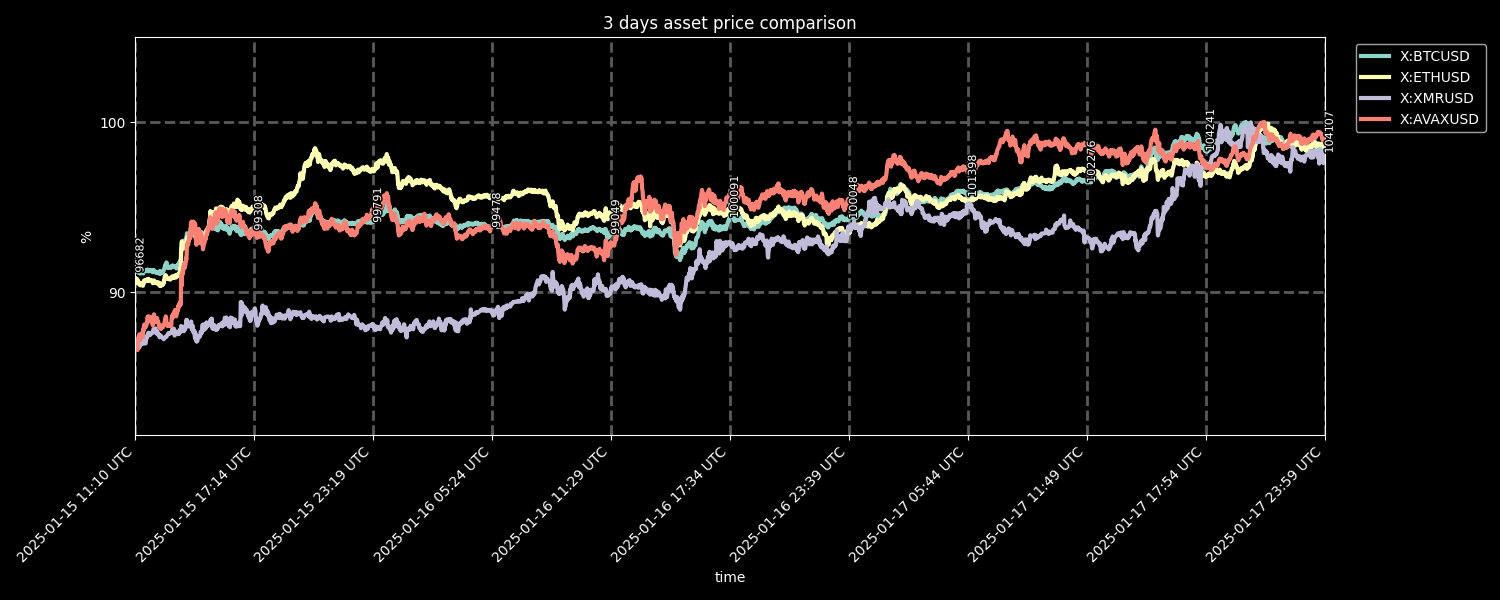 3 days asset price comparison
X:BTCUSD
X:ETHUSD
X:XMRUSD
X:AVAXUSD
100
90
%
96682
99308
99791
99478
99049
100091
100048
101398
102276
104241
104107
2025-01-15 11:10 UTC
2025-01-15 17:14 UTC
2025-01-15 23:19 UTC
2025-01-16 05:24 UTC
2025-01-16 11:29 UTC
2025-01-16 17:34 UTC
2025-01-16 23:39 UTC
2025-01-17 05:44 UTC
2025-01-17 11:49 UTC
2025-01-17 17:54 UTC
2025-01-17 23:59 UTC
time